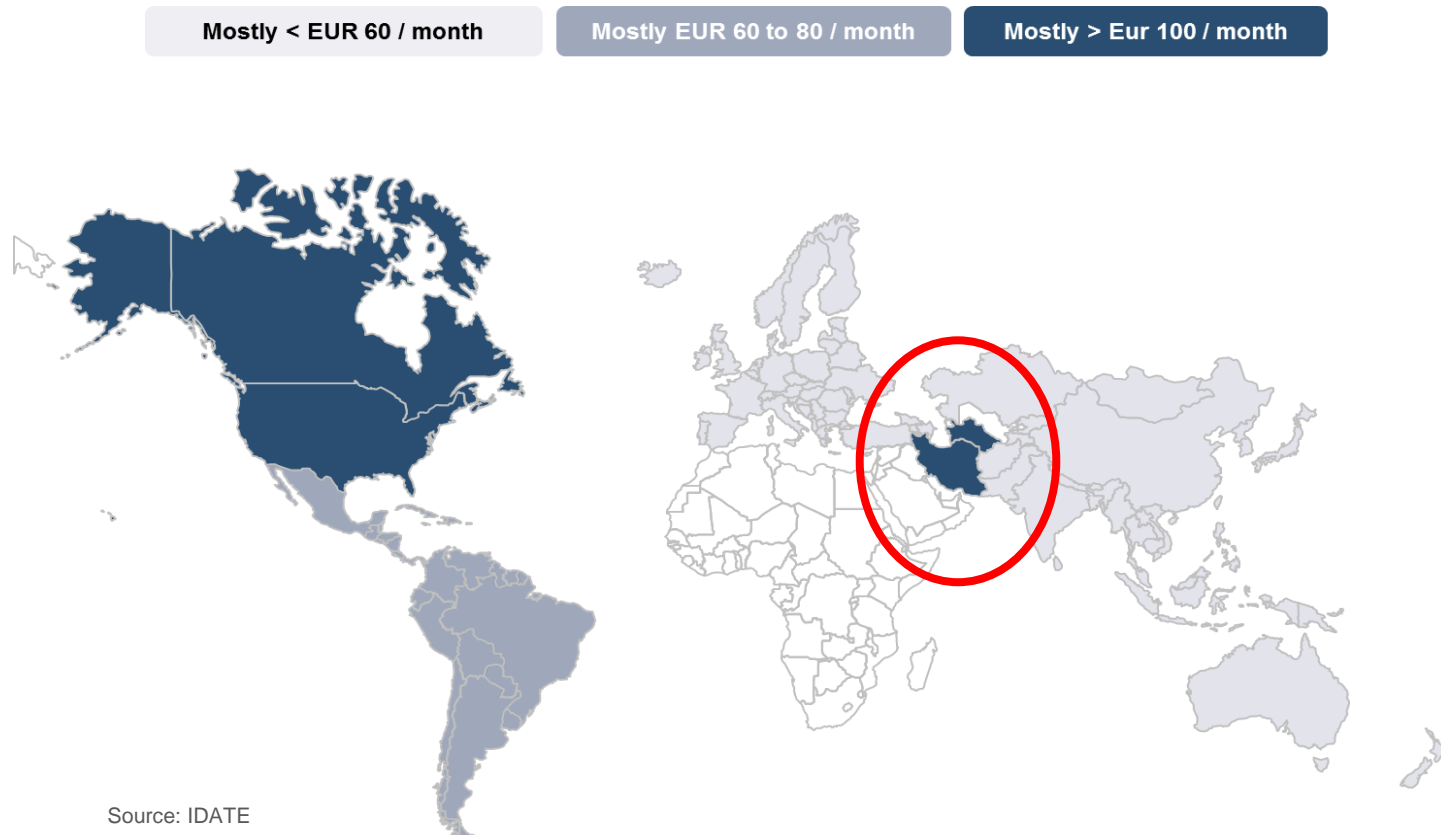 Mostly < EUR 60 / month
Mostly EUR 60 to 80 / month
Mostly > Eur 100 / month
Source: IDATE